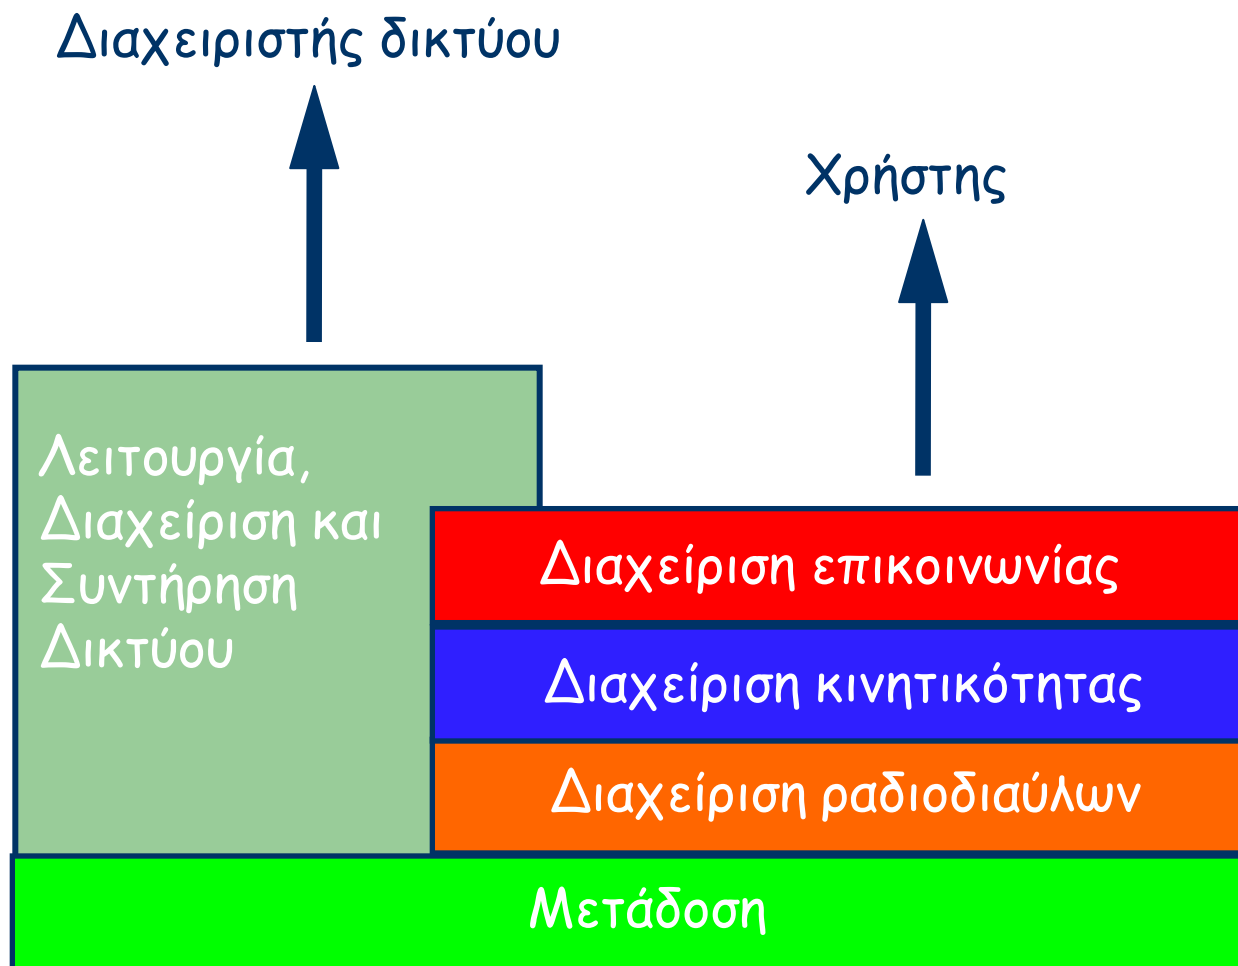 Διαχειριστής δικτύου
Χρήστης
Λειτουργία,
Διαχείριση και
Συντήρηση
Δικτύου
Διαχείριση επικοινωνίας
Διαχείριση κινητικότητας
Διαχείριση ραδιοδιαύλων
Μετάδοση